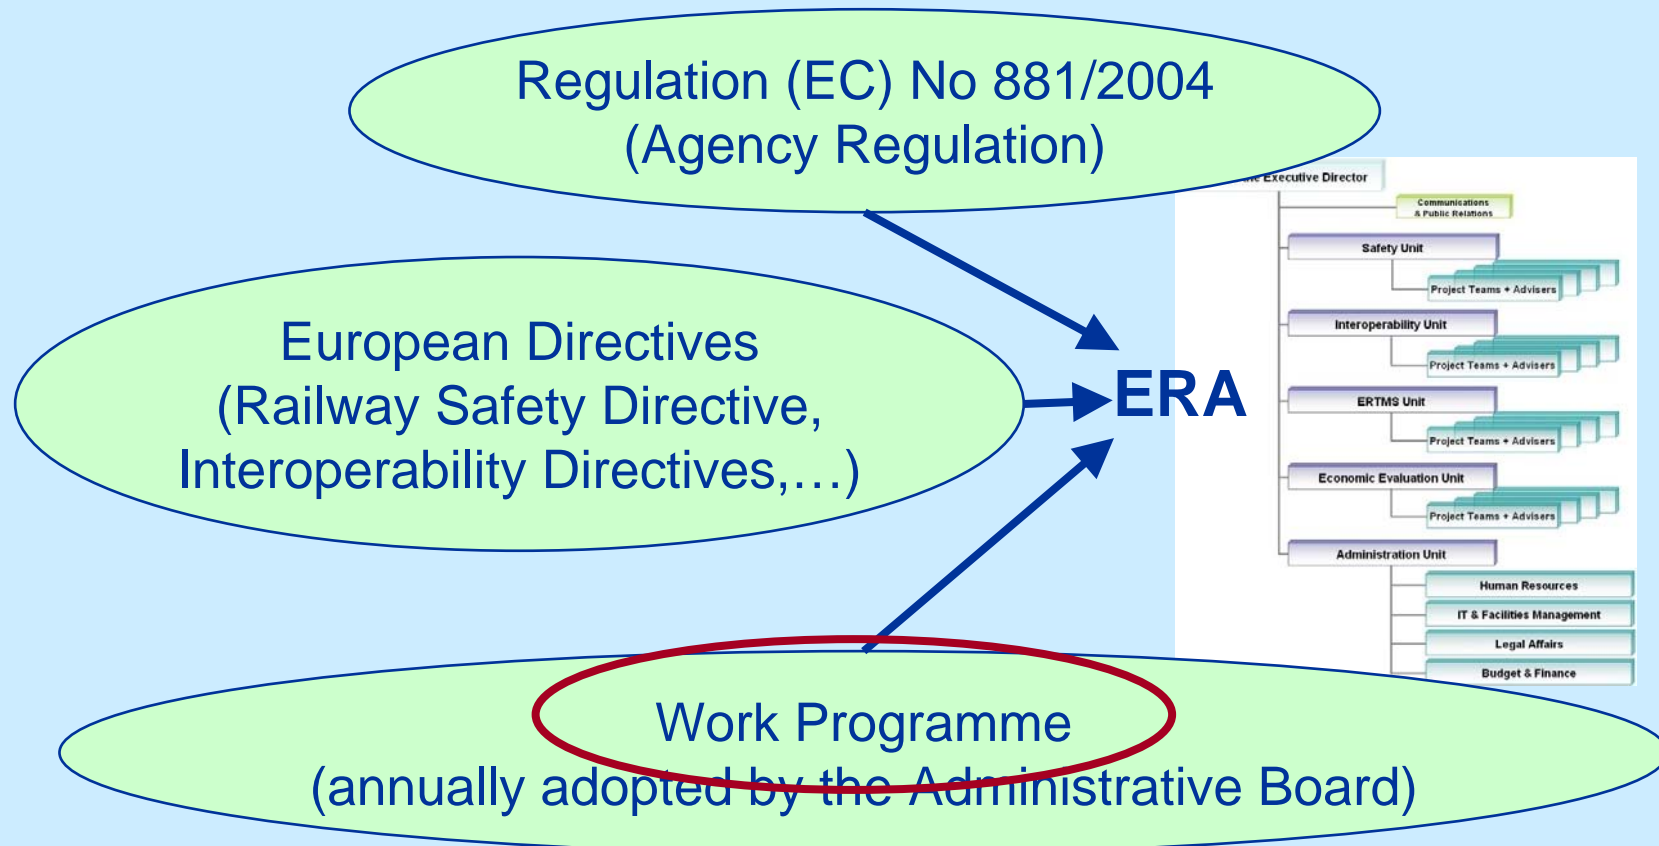 Regulation (EC) No 881/2004
(Agency Regulation)
Executive Director
Communications
& Public Relations
Safety Unit
Project Teams + Advisers
European Directives
(Railway Safety Directive,
Interoperability Directives,...)
ERA
Interoperability Unit
Project Teams + Advisers
ERTMS Unit
Project Teams + Advisers
Economic Evaluation Unit
Project Teams + Advisers
Administration Unit
Human Resources
IT & Facilities Management
Legal Affairs
Budget & Finance
Work Programme
(annually adopted by the Administrative Board)